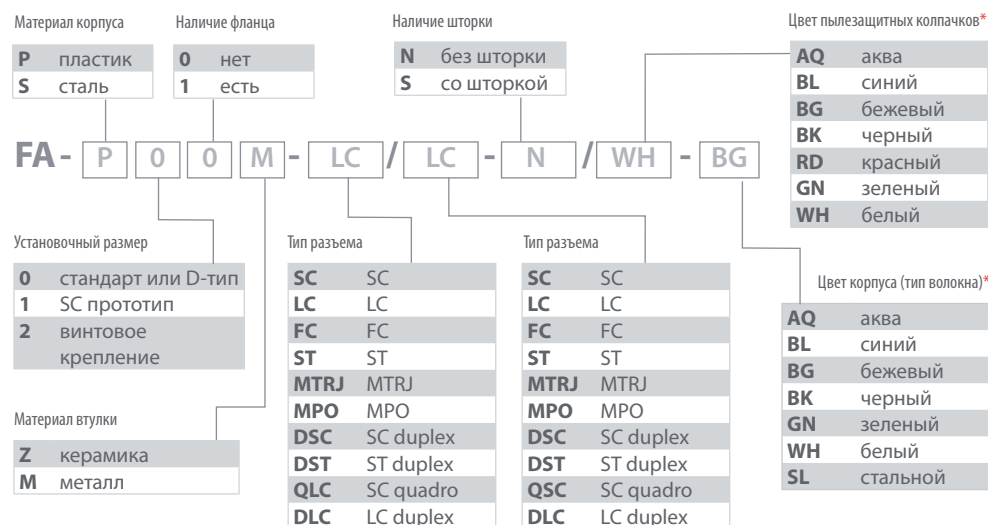 Материал корпуса
P пластик
S сталь
Наличие фланца
0 нет
1 есть
Наличие шторки
N без шторки
S со шторкой
Цвет пылезащитных колпачков*
AQ аква
BL синий
BG бежевый
BK черный
RD красный
GN зеленый
WH белый
FA- P 0 0 M - LC / LC - N / WH - BG
Установочный размер
0 стандарт или D-тип
1 SC прототип
2 винтовое
крепление
Материал втулки
Z керамика
M металл
Тип разъема
SC SC
LC LC
FC FC
ST ST
MTRJ MTRJ
MPO MPO
DSC SC duplex
DST ST duplex
QLC SC quadro
DLC LC duplex
Тип разъема
SC SC
LC LC
FC FC
ST ST
MTRJ MTRJ
MPO MPO
DSC SC duplex
DST ST duplex
QSC SC quadro
DLC LC duplex
Цвет корпуса (тип волокна)*
AQ аква
BL синий
BG бежевый
BK черный
GN зеленый
WH белый
SL стальной